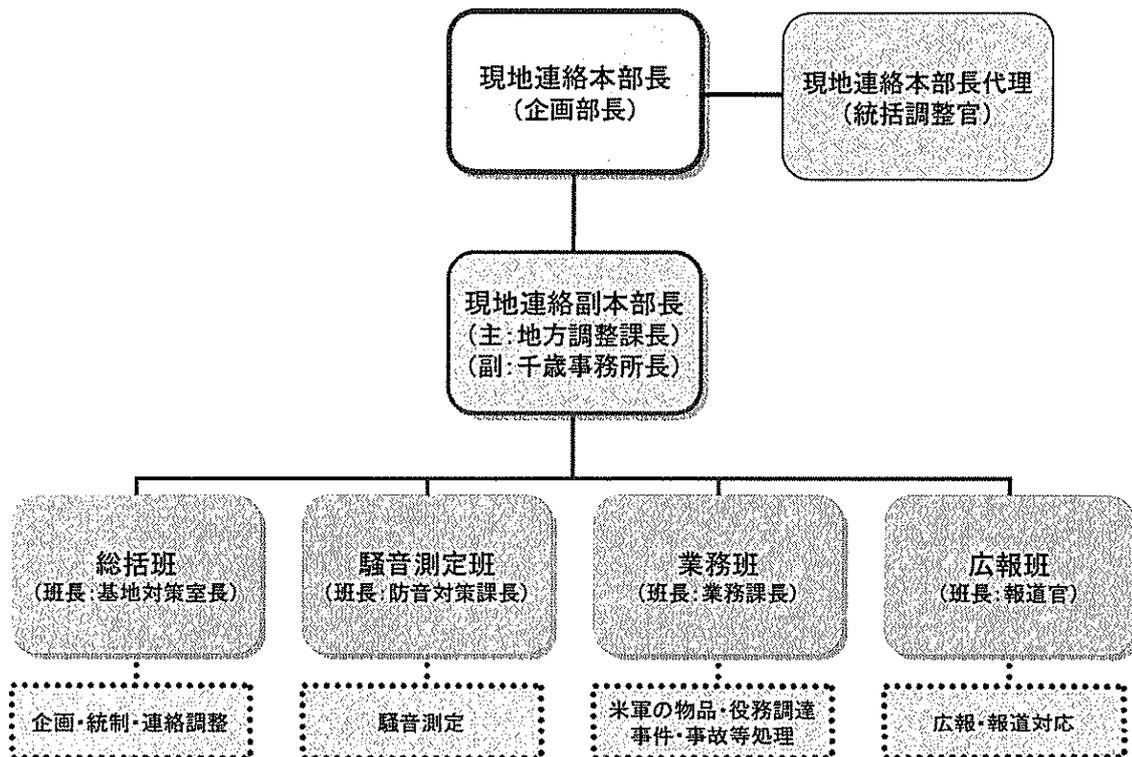 現地連絡本部長
(企画部長)
現地連絡本部長代理
(統括調整官)
現地連絡副本部長
(主:地方調整課長)
(副:千歳事務所長)
総括班
(班長:基地対策室長)
騒音測定班
(班長:防音対策課長)
業務班
(班長:業務課長)
広報班
(班長:報道官)
企画・統制・連絡調整
騒音測定
米軍の物品・役務調達
事件・事故等処理
広報・報道対応